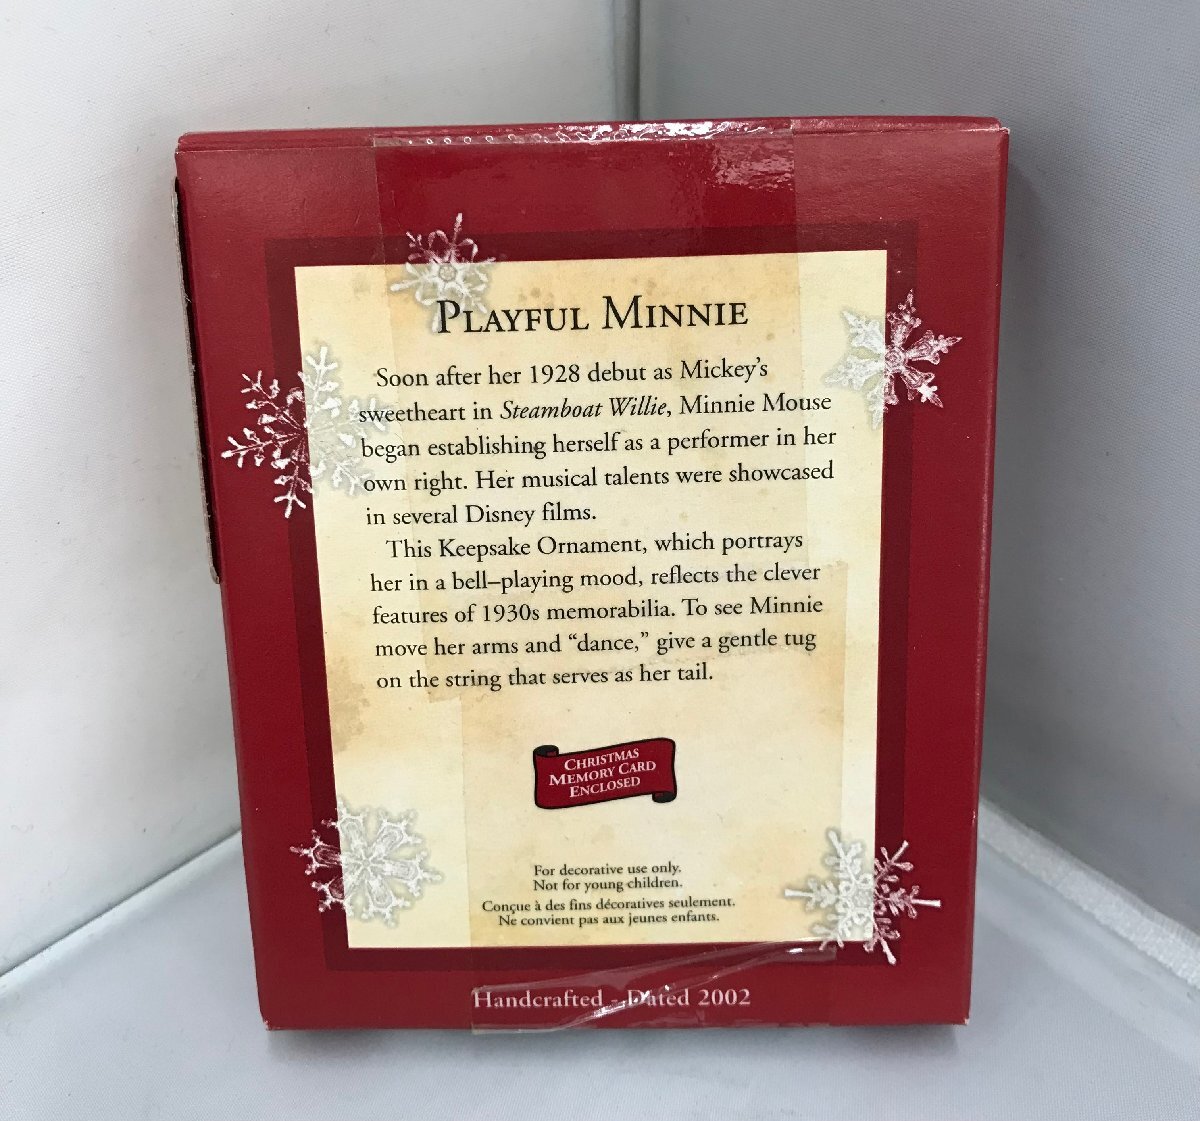 PLAYFUL MINNIE
Soon after her 1928 debut as Mickey's
sweetheart in Steamboat Willie, Minnie Mouse
began establishing herself as a performer in her
own right. Her musical talents were showcased
in several Disney films.
This Keepsake Ornament, which portrays
her in a bell–playing mood, reflects the clever
features of 1930s memorabilia. To see Minnie
move her arms and “dance,” give a gentle tug
on the string that serves as her tail.
CHRISTMAS
MEMORY CARD
ENCLOSED
For decorative use only.
Not for young children.
Conçue à des fins décoratives seulement.
Ne convient pas aux jeunes enfants.
Handcrafted - Dated 2002